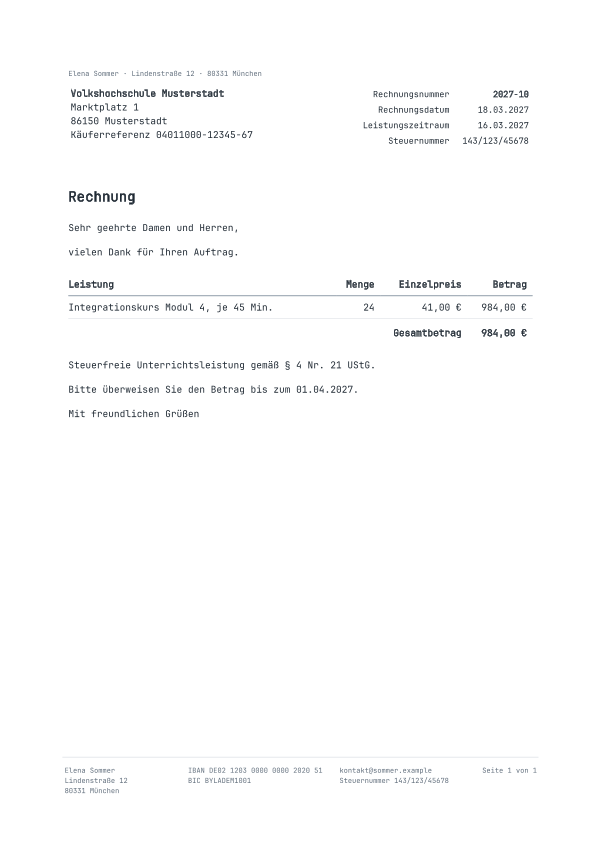 Elena Sommer · Lindenstraße 12 · 80331 München
Volkshochschule Musterstadt
Marktplatz 1
86150 Musterstadt
Käuferreferenz 04011000-12345-67
Rechnungsnummer 2027-10
Rechnungsdatum 18.03.2027
Leistungszeitraum 16.03.2027
Steuernummer 143/123/45678
Rechnung
Sehr geehrte Damen und Herren,
vielen Dank für Ihren Auftrag.
Leistung Menge Einzelpreis Betrag
Integrationskurs Modul 4, je 45 Min. 24 41,00 € 984,00 €
Gesamtbetrag 984,00 €
Steuerfreie Unterrichtsleistung gemäß § 4 Nr. 21 UStG.
Bitte überweisen Sie den Betrag bis zum 01.04.2027.
Mit freundlichen Grüßen
Elena Sommer
Lindenstraße 12
80331 München
IBAN DE02 1203 0000 0000 2020 51
BIC BYLADEM1001
kontakt@sommer.example
Steuernummer 143/123/45678
Seite 1 von 1